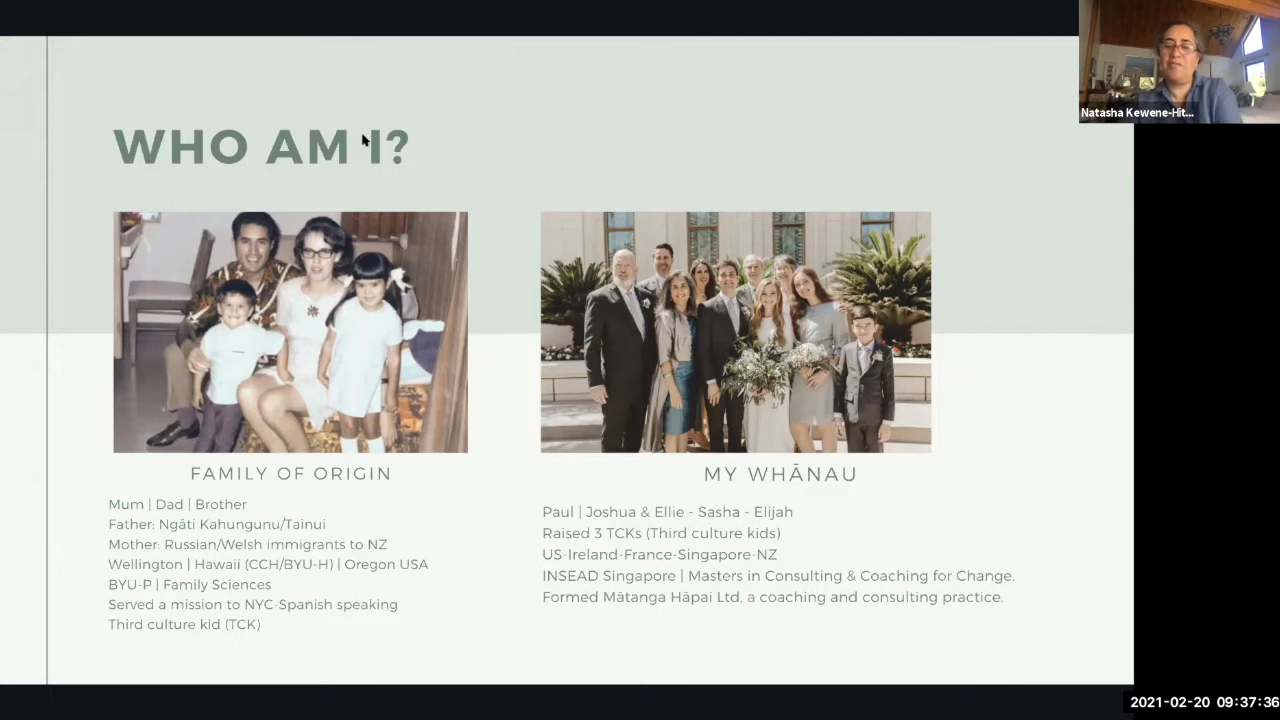 Natasha Kewene-Hit...
WHO AM I?
FAMILY OF ORIGIN
Mum | Dad | Brother
Father: Ngāti Kahungunu/Tainui
Mother: Russian/Welsh immigrants to NZ
Wellington | Hawaii (CCH/BYU-H) | Oregon USA
BYU-P | Family Sciences
Served a mission to NYC-Spanish speaking
Third culture kid (TCK)
MY WHĀNAU
Paul | Joshua & Ellie - Sasha - Elijah
Raised 3 TCKs (Third culture kids)
US-Ireland-France-Singapore-NZ
INSEAD Singapore | Masters in Consulting & Coaching for Change.
Formed Mātanga Hāpai Ltd, a coaching and consulting practice.
2021-02-20 09:37:36